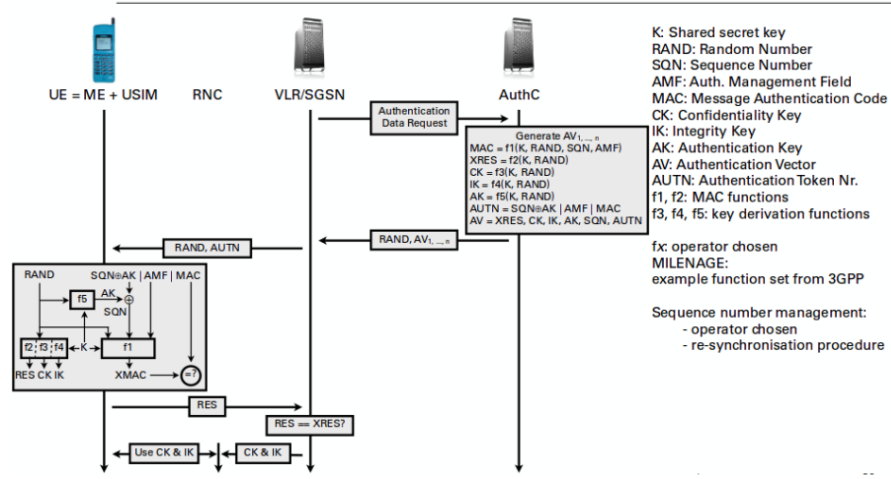 UE = ME + USIM
RNC
VLR/SGSN
AuthC
Authentication
Data Request
Generate AV1, ..., n
MAC = f1(K, RAND, SQN, AMF)
XRES = f2(K, RAND)
CK = f3(K, RAND)
IK = f4(K, RAND)
AK = f5(K, RAND)
AUTN = SQN⊕AK | AMF | MAC
AV = XRES, CK, IK, AK, SQN, AUTN
RAND, AV1, ..., n
RAND, AUTN
RAND
SQN⊕AK | AMF | MAC
f5
AK
⊕
SQN
f2 f3 f4
K
f1
RES CK IK
XMAC
=?
RES
RES == XRES?
Use CK & IK
CK & IK
K: Shared secret key
RAND: Random Number
SQN: Sequence Number
AMF: Auth. Management Field
MAC: Message Authentication Code
CK: Confidentiality Key
IK: Integrity Key
AK: Authentication Key
AV: Authentication Vector
AUTN: Authentication Token Nr.
f1, f2: MAC functions
f3, f4, f5: key derivation functions
fx: operator chosen
MILENAGE:
example function set from 3GPP
Sequence number management:
- operator chosen
- re-synchronisation procedure